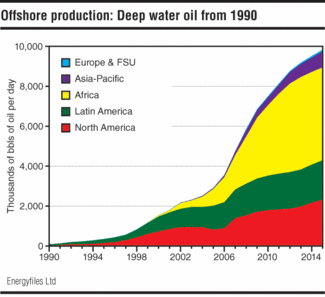 Offshore production: Deep water oil from 1990
Thousands of bbls of oil per day
10,000
8,000
6,000
4,000
2,000
0
Europe & FSU
Asia-Pacific
Africa
Latin America
North America
1990 1994 1998 2002 2006 2010 2014
Energyfiles Ltd